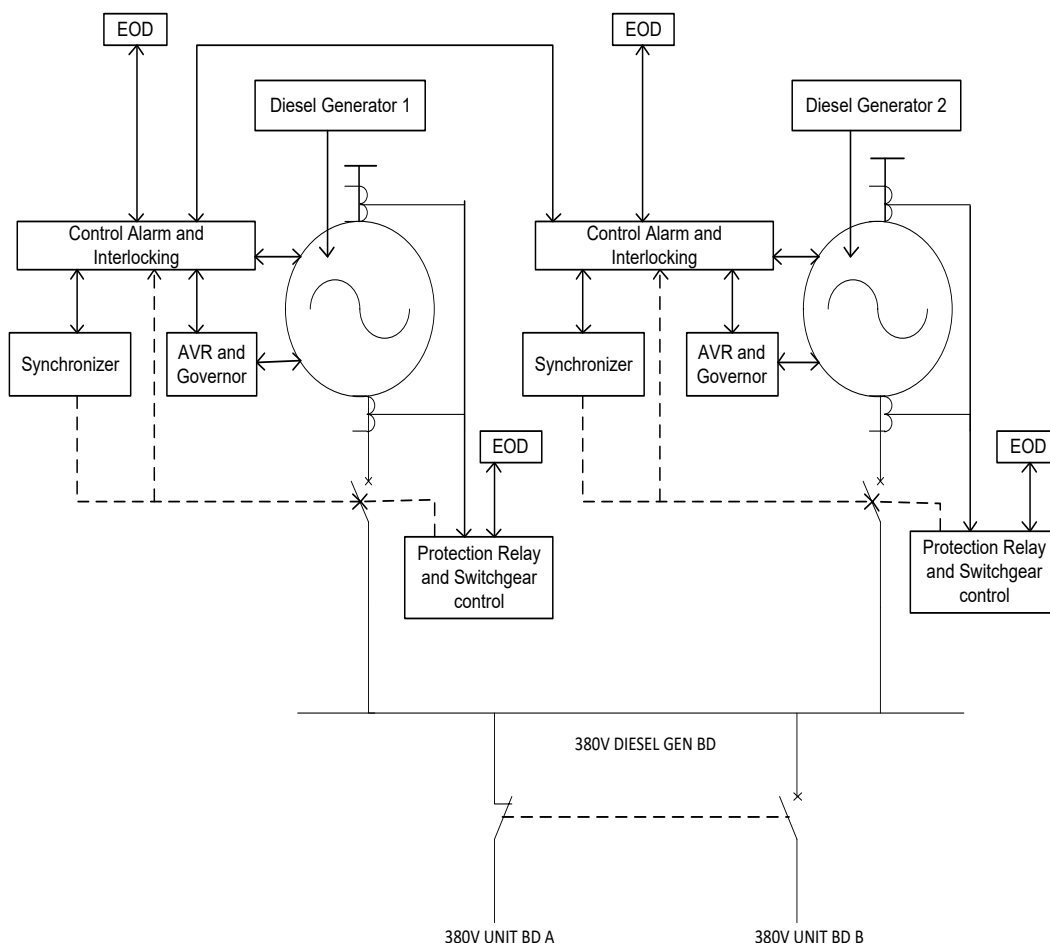 EOD
EOD
Diesel Generator 1
Diesel Generator 2
Control Alarm and
Interlocking
Control Alarm and
Interlocking
Synchronizer
AVR and
Governor
Synchronizer
AVR and
Governor
EOD
EOD
Protection Relay
and Switchgear
control
Protection Relay
and Switchgear
control
380V DIESEL GEN BD
380V UNIT BD A
380V UNIT BD B